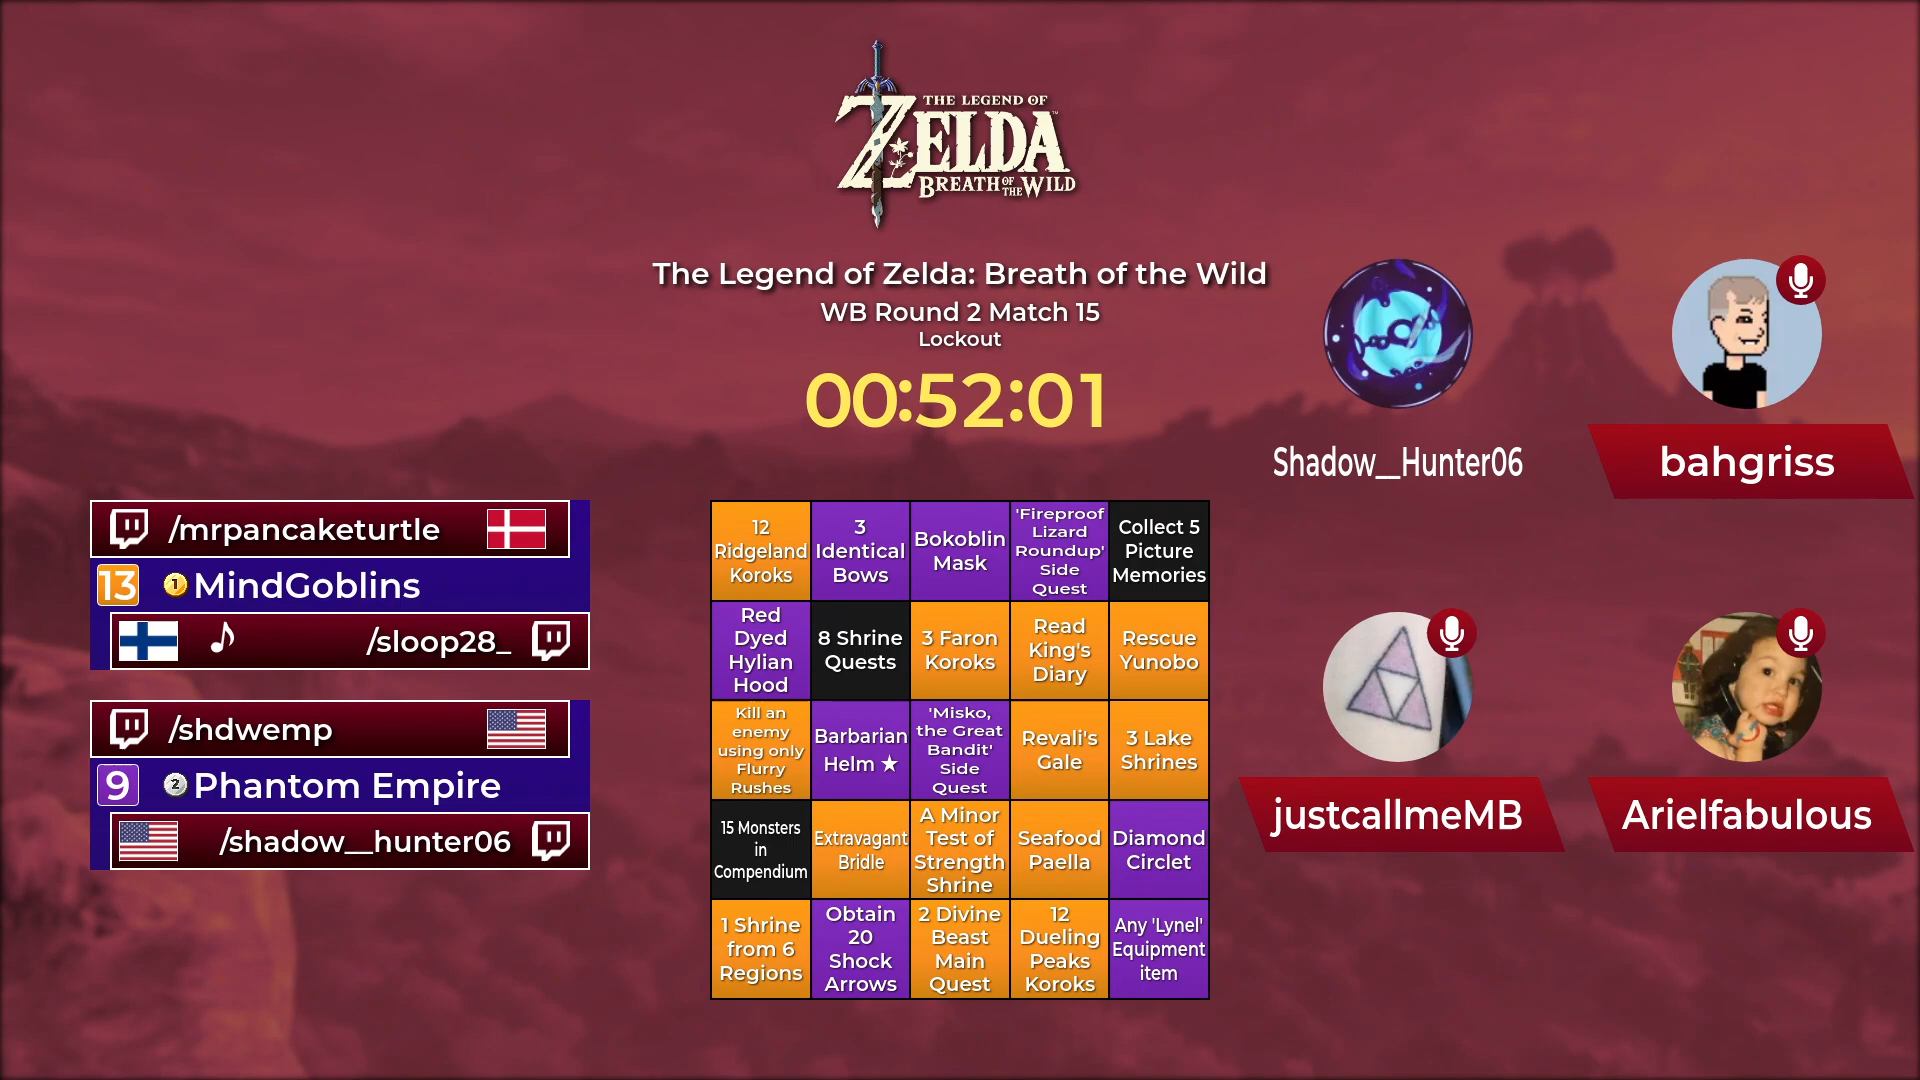 THE LEGEND OF
ZELDA
BREATH OF THE WILD
The Legend of Zelda: Breath of the Wild
WB Round 2 Match 15
Lockout
00:52:01
/mrpancaketurtle
13 1 MindGoblins
/sloop28_
/shdwemp
9 2 Phantom Empire
/shadow__hunter06
12
Ridgeland
Koroks
3
Identical
Bows
Bokoblin
Mask
'Fireproof
Lizard
Roundup'
Side
Quest
Collect 5
Picture
Memories
Red
Dyed
Hylian
Hood
8 Shrine
Quests
3 Faron
Koroks
Read
King's
Diary
Rescue
Yunobo
Kill an
enemy
using only
Flurry
Rushes
Barbarian
Helm ★
'Misko,
the Great
Bandit'
Side
Quest
Revali's
Gale
3 Lake
Shrines
15 Monsters
in
Compendium
Extravagant
Bridle
A Minor
Test of
Strength
Shrine
Seafood
Paella
Diamond
Circlet
1 Shrine
from 6
Regions
Obtain
20
Shock
Arrows
2 Divine
Beast
Main
Quest
12
Dueling
Peaks
Koroks
Any 'Lynel'
Equipment
item
Shadow__Hunter06
bahgriss
justcallmeMB
Arielfabulous